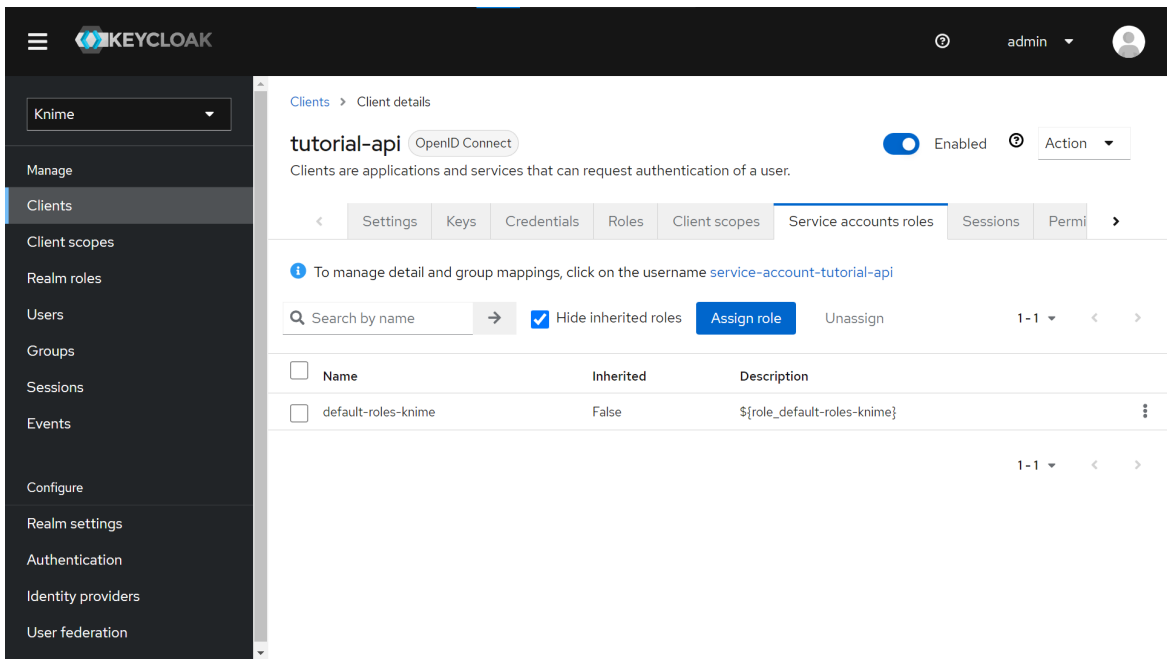 KEYCLOAK
admin
Knime
Manage
Clients
Client scopes
Realm roles
Users
Groups
Sessions
Events
Configure
Realm settings
Authentication
Identity providers
User federation
Clients > Client details
tutorial-api OpenID Connect
Enabled Action
Clients are applications and services that can request authentication of a user.
Settings Keys Credentials Roles Client scopes Service accounts roles Sessions Permi
To manage detail and group mappings, click on the username service-account-tutorial-api
Search by name Hide inherited roles Assign role Unassign 1-1
Name Inherited Description
default-roles-knime False ${role_default-roles-knime}
1-1